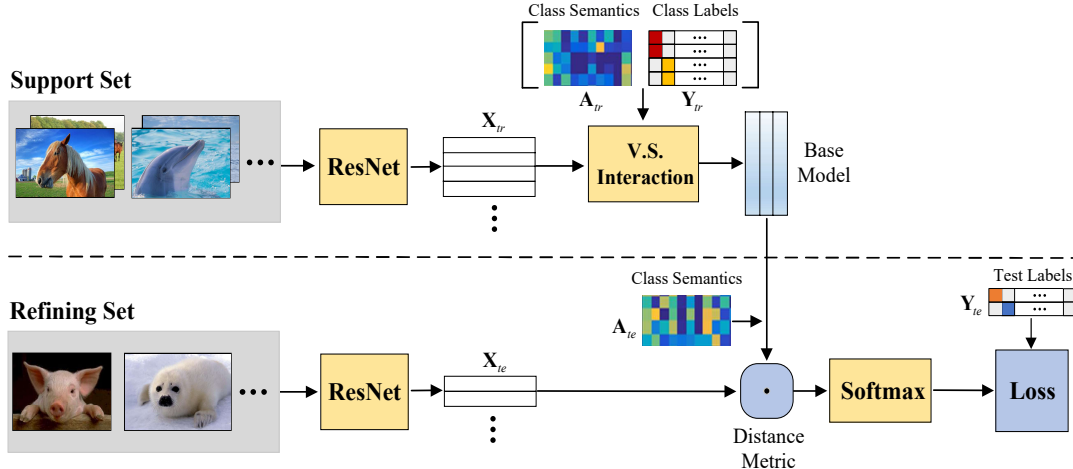 Class Semantics
Class Labels
A_tr
Y_tr
Support Set
X_tr
ResNet
V.S.
Interaction
Base
Model
Class Semantics
Test Labels
A_te
Y_te
Refining Set
X_te
ResNet
Softmax
Loss
Distance
Metric